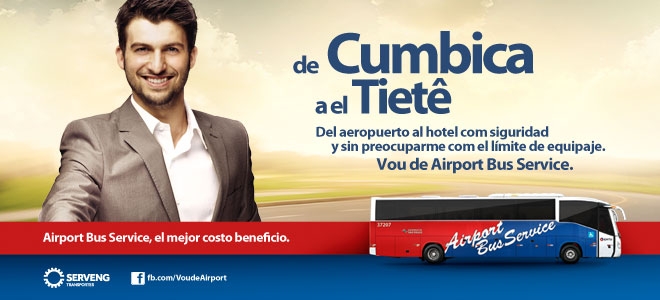 de Cumbica
a el Tietê
Del aeropuerto al hotel com siguridad
y sin preocuparme com el límite de equipaje.
Vou de Airport Bus Service.
37207
Airport
Bus Service
Airport Bus Service, el mejor costo beneficio.
SERVENG
TRANSPORTES
fb.com/VoudeAirport